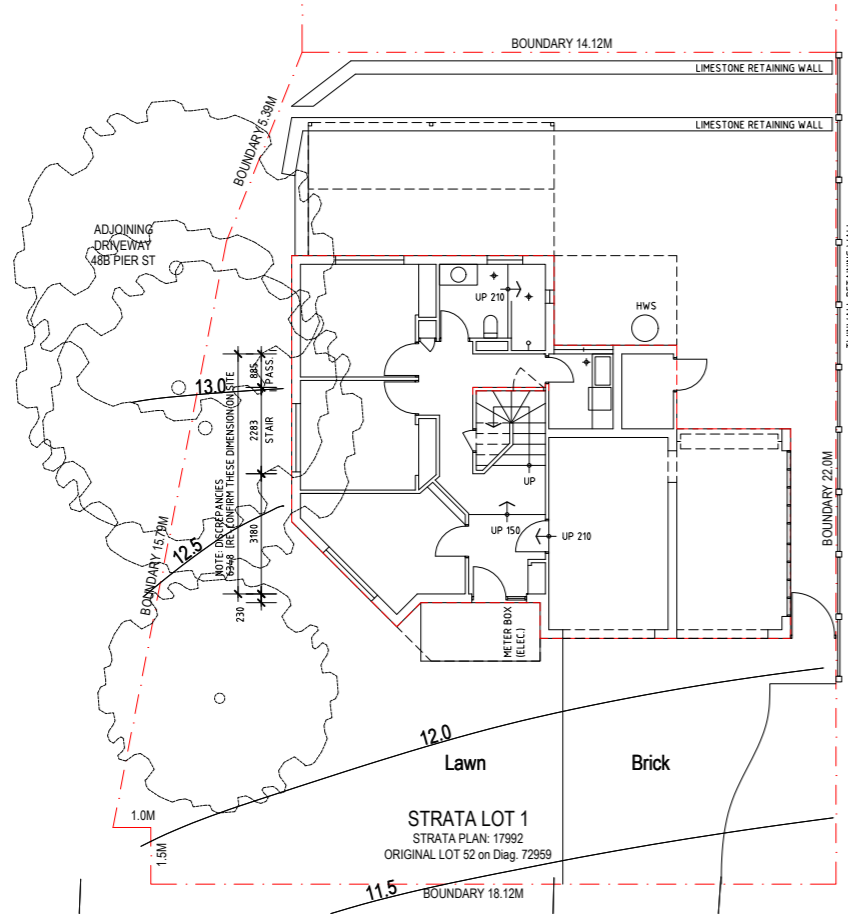 BOUNDARY 14.12M
LIMESTONE RETAINING WALL
BOUNDARY 5.39M
LIMESTONE RETAINING WALL
ADJOINING
DRIVEWAY
48B PIER ST
UP 210
HWS
885
PASS.
13.0
2283
STAIR
NOTE: DISCREPANCIES
6348 (RE)CONFIRM THESE DIMENSION ON SITE
3180
230
UP
UP 150
UP 210
BOUNDARY 22.0M
BOUNDARY 15.79M
12.5
METER BOX
(ELEC.)
12.0
Lawn
Brick
1.0M
1.5M
STRATA LOT 1
STRATA PLAN: 17992
ORIGINAL LOT 52 on Diag. 72959
11.5
BOUNDARY 18.12M